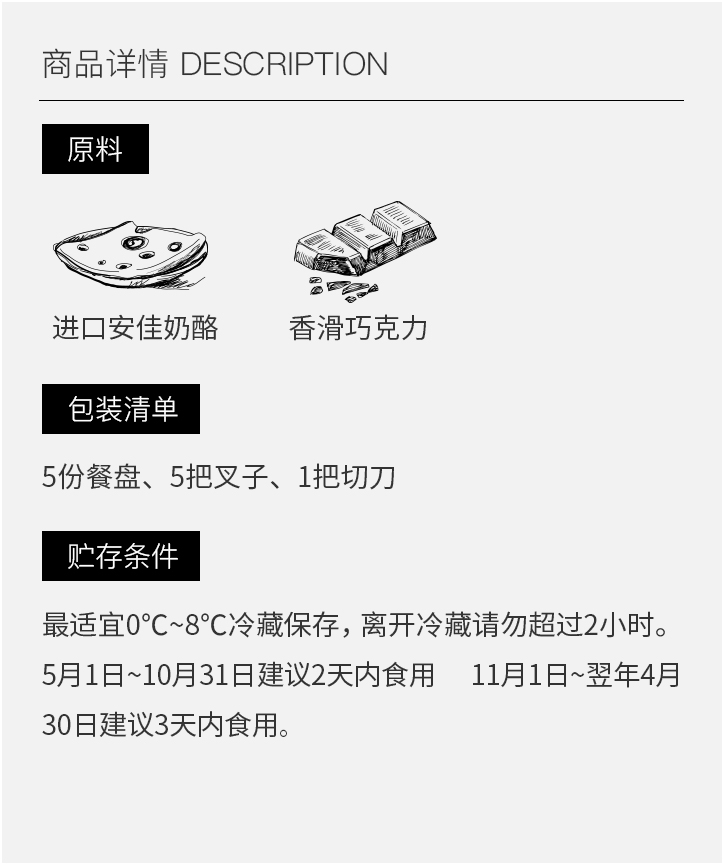 商品详情 DESCRIPTION
原料
进口安佳奶酪 香滑巧克力
包装清单
5份餐盘、5把叉子、1把切刀
贮存条件
最适宜0℃~8℃冷藏保存，离开冷藏请勿超过2小时。
5月1日~10月31日建议2天内食用 11月1日~翌年4月
30日建议3天内食用。